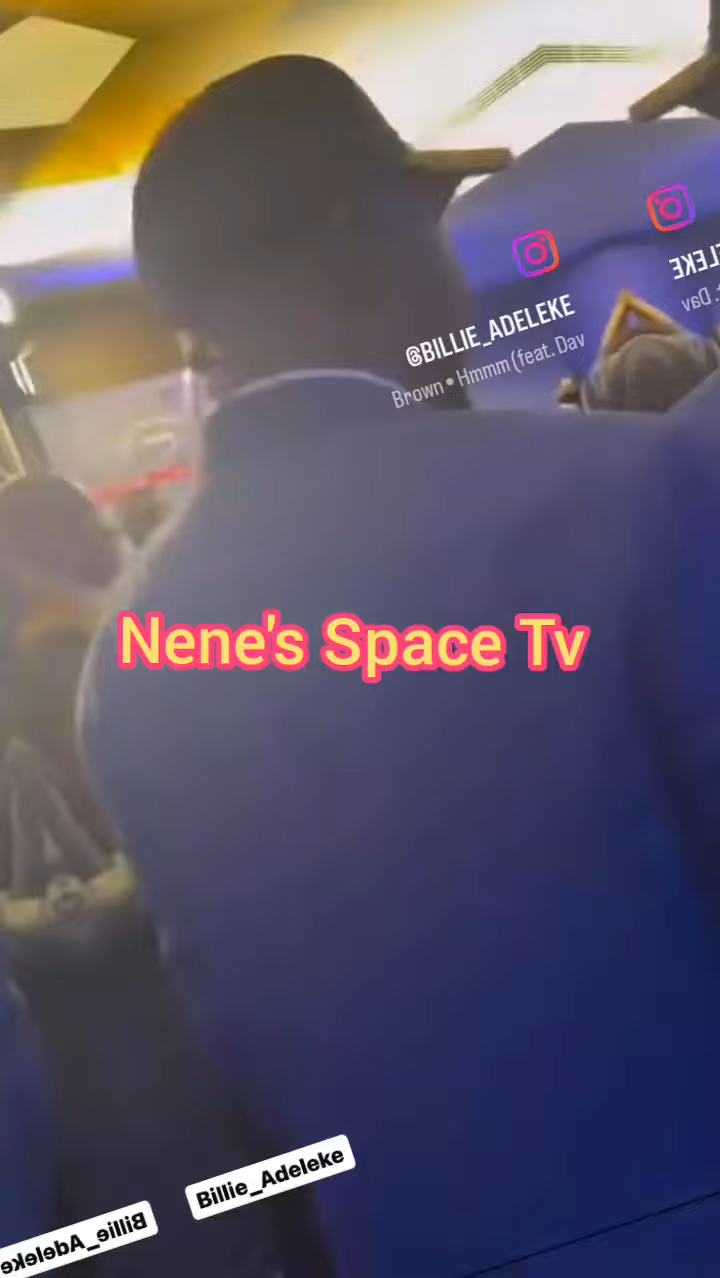 @BILLIE_ADELEKE
Brown • Hmmm (feat. Dav
Nene's Space Tv
Billie_Adeleke
Billie_Adeleke